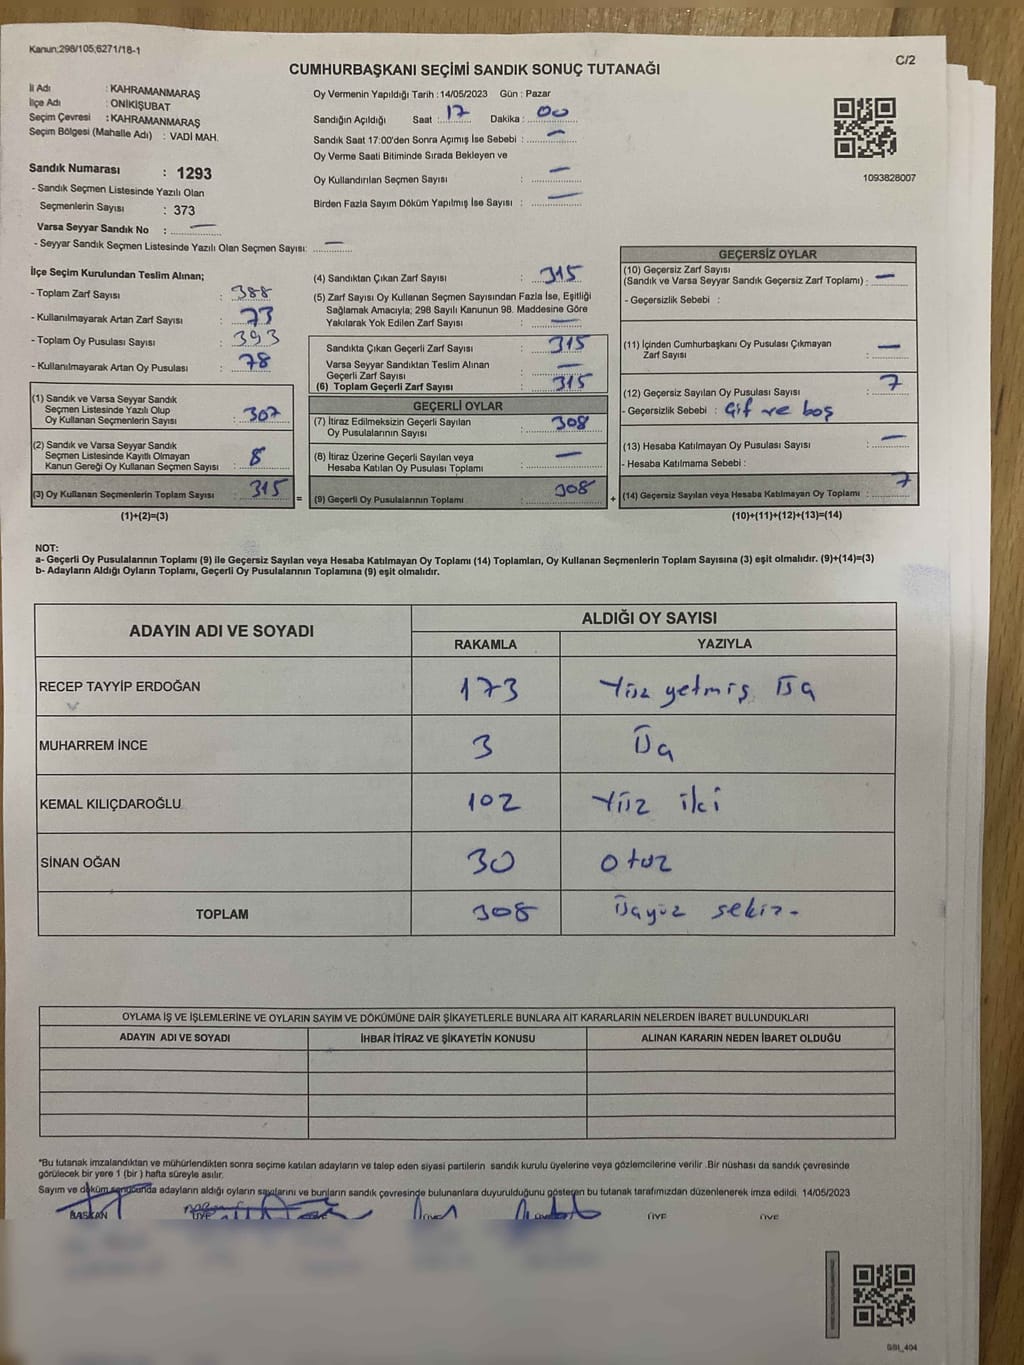 Kanun:298/105;6271/18-1
C/2
CUMHURBAŞKANI SEÇİMİ SANDIK SONUÇ TUTANAĞI
İl Adı : KAHRAMANMARAŞ
İlçe Adı : ONİKİŞUBAT
Seçim Çevresi : KAHRAMANMARAŞ
Seçim Bölgesi (Mahalle Adı) : VADİ MAH.
Sandık Numarası : 1293
- Sandık Seçmen Listesinde Yazılı Olan
Seçmenlerin Sayısı : 373
Varsa Seyyar Sandık No : —
- Seyyar Sandık Seçmen Listesinde Yazılı Olan Seçmen Sayısı: —
Oy Vermenin Yapıldığı Tarih :14/05/2023 Gün : Pazar
Sandığın Açıldığı Saat : 17 Dakika : 00
Sandık Saat 17:00'den Sonra Açımış İse Sebebi : —
Oy Verme Saati Bitiminde Sırada Bekleyen ve
Oy Kullandırılan Seçmen Sayısı : —
Birden Fazla Sayım Döküm Yapılmış İse Sayısı : —
1093828007
İlçe Seçim Kurulundan Teslim Alınan;
- Toplam Zarf Sayısı : 388
- Kullanılmayarak Artan Zarf Sayısı : 73
- Toplam Oy Pusulası Sayısı : 393
- Kullanılmayarak Artan Oy Pusulası : 78
(1) Sandık ve Varsa Seyyar Sandık
Seçmen Listesinde Yazılı Olup
Oy Kullanan Seçmenlerin Sayısı : 307
(2) Sandık ve Varsa Seyyar Sandık
Seçmen Listesinde Kayıtlı Olmayan
Kanun Gereği Oy Kullanan Seçmen Sayısı : 8
(3) Oy Kullanan Seçmenlerin Toplam Sayısı : 315
(1)+(2)=(3)
(4) Sandıktan Çıkan Zarf Sayısı : 315
(5) Zarf Sayısı Oy Kullanan Seçmen Sayısından Fazla İse, Eşitliği
Sağlamak Amacıyla; 298 Sayılı Kanunun 98. Maddesine Göre
Yakılarak Yok Edilen Zarf Sayısı : —
Sandıkta Çıkan Geçerli Zarf Sayısı : 315
Varsa Seyyar Sandıktan Teslim Alınan
Geçerli Zarf Sayısı : —
(6) Toplam Geçerli Zarf Sayısı : 315
GEÇERLİ OYLAR
(7) İtiraz Edilmeksizin Geçerli Sayılan
Oy Pusulalarının Sayısı : 308
(8) İtiraz Üzerine Geçerli Sayılan veya
Hesaba Katılan Oy Pusulası Toplamı : —
= (9) Geçerli Oy Pusulalarının Toplamı : 308
GEÇERSİZ OYLAR
(10) Geçersiz Zarf Sayısı
(Sandık ve Varsa Seyyar Sandık Geçersiz Zarf Toplamı) : —
- Geçersizlik Sebebi :
(11) İçinden Cumhurbaşkanı Oy Pusulası Çıkmayan
Zarf Sayısı : —
(12) Geçersiz Sayılan Oy Pusulası Sayısı : 7
- Geçersizlik Sebebi : Çif ve boş
(13) Hesaba Katılmayan Oy Pusulası Sayısı : —
- Hesaba Katılmama Sebebi :
+ (14) Geçersiz Sayılan veya Hesaba Katılmayan Oy Toplamı : 7
(10)+(11)+(12)+(13)=(14)
NOT:
a- Geçerli Oy Pusulalarının Toplamı (9) ile Geçersiz Sayılan veya Hesaba Katılmayan Oy Toplamı (14) Toplamları, Oy Kullanan Seçmenlerin Toplam Sayısına (3) eşit olmalıdır. (9)+(14)=(3)
b- Adayların Aldığı Oyların Toplamı, Geçerli Oy Pusulalarının Toplamına (9) eşit olmalıdır.
ADAYIN ADI VE SOYADI
ALDIĞI OY SAYISI
RAKAMLA YAZIYLA
RECEP TAYYİP ERDOĞAN 173 Yüz yetmiş üç
MUHARREM İNCE 3 Üç
KEMAL KILIÇDAROĞLU 102 Yüz iki
SİNAN OĞAN 30 Otuz
TOPLAM 308 Üçyüz sekiz-
OYLAMA İŞ VE İŞLEMLERİNE VE OYLARIN SAYIM VE DÖKÜMÜNE DAİR ŞİKAYETLERLE BUNLARA AİT KARARLARIN NELERDEN İBARET BULUNDUKLARI
ADAYIN ADI VE SOYADI İHBAR İTİRAZ VE ŞİKAYETİN KONUSU ALINAN KARARIN NEDEN İBARET OLDUĞU
*Bu tutanak imzalandıktan ve mühürlendikten sonra seçime katılan adayların ve talep eden siyasi partilerin sandık kurulu üyelerine veya gözlemcilerine verilir .Bir nüshası da sandık çevresinde
görülecek bir yere 1 (bir ) hafta süreyle asılır.
Sayım ve döküm sonucunda adayların aldığı oyların sayılarını ve bunların sandık çevresinde bulunanlara duyurulduğunu gösteren bu tutanak tarafımızdan düzenlenerek imza edildi. 14/05/2023
BAŞKAN ÜYE ÜYE ÜYE